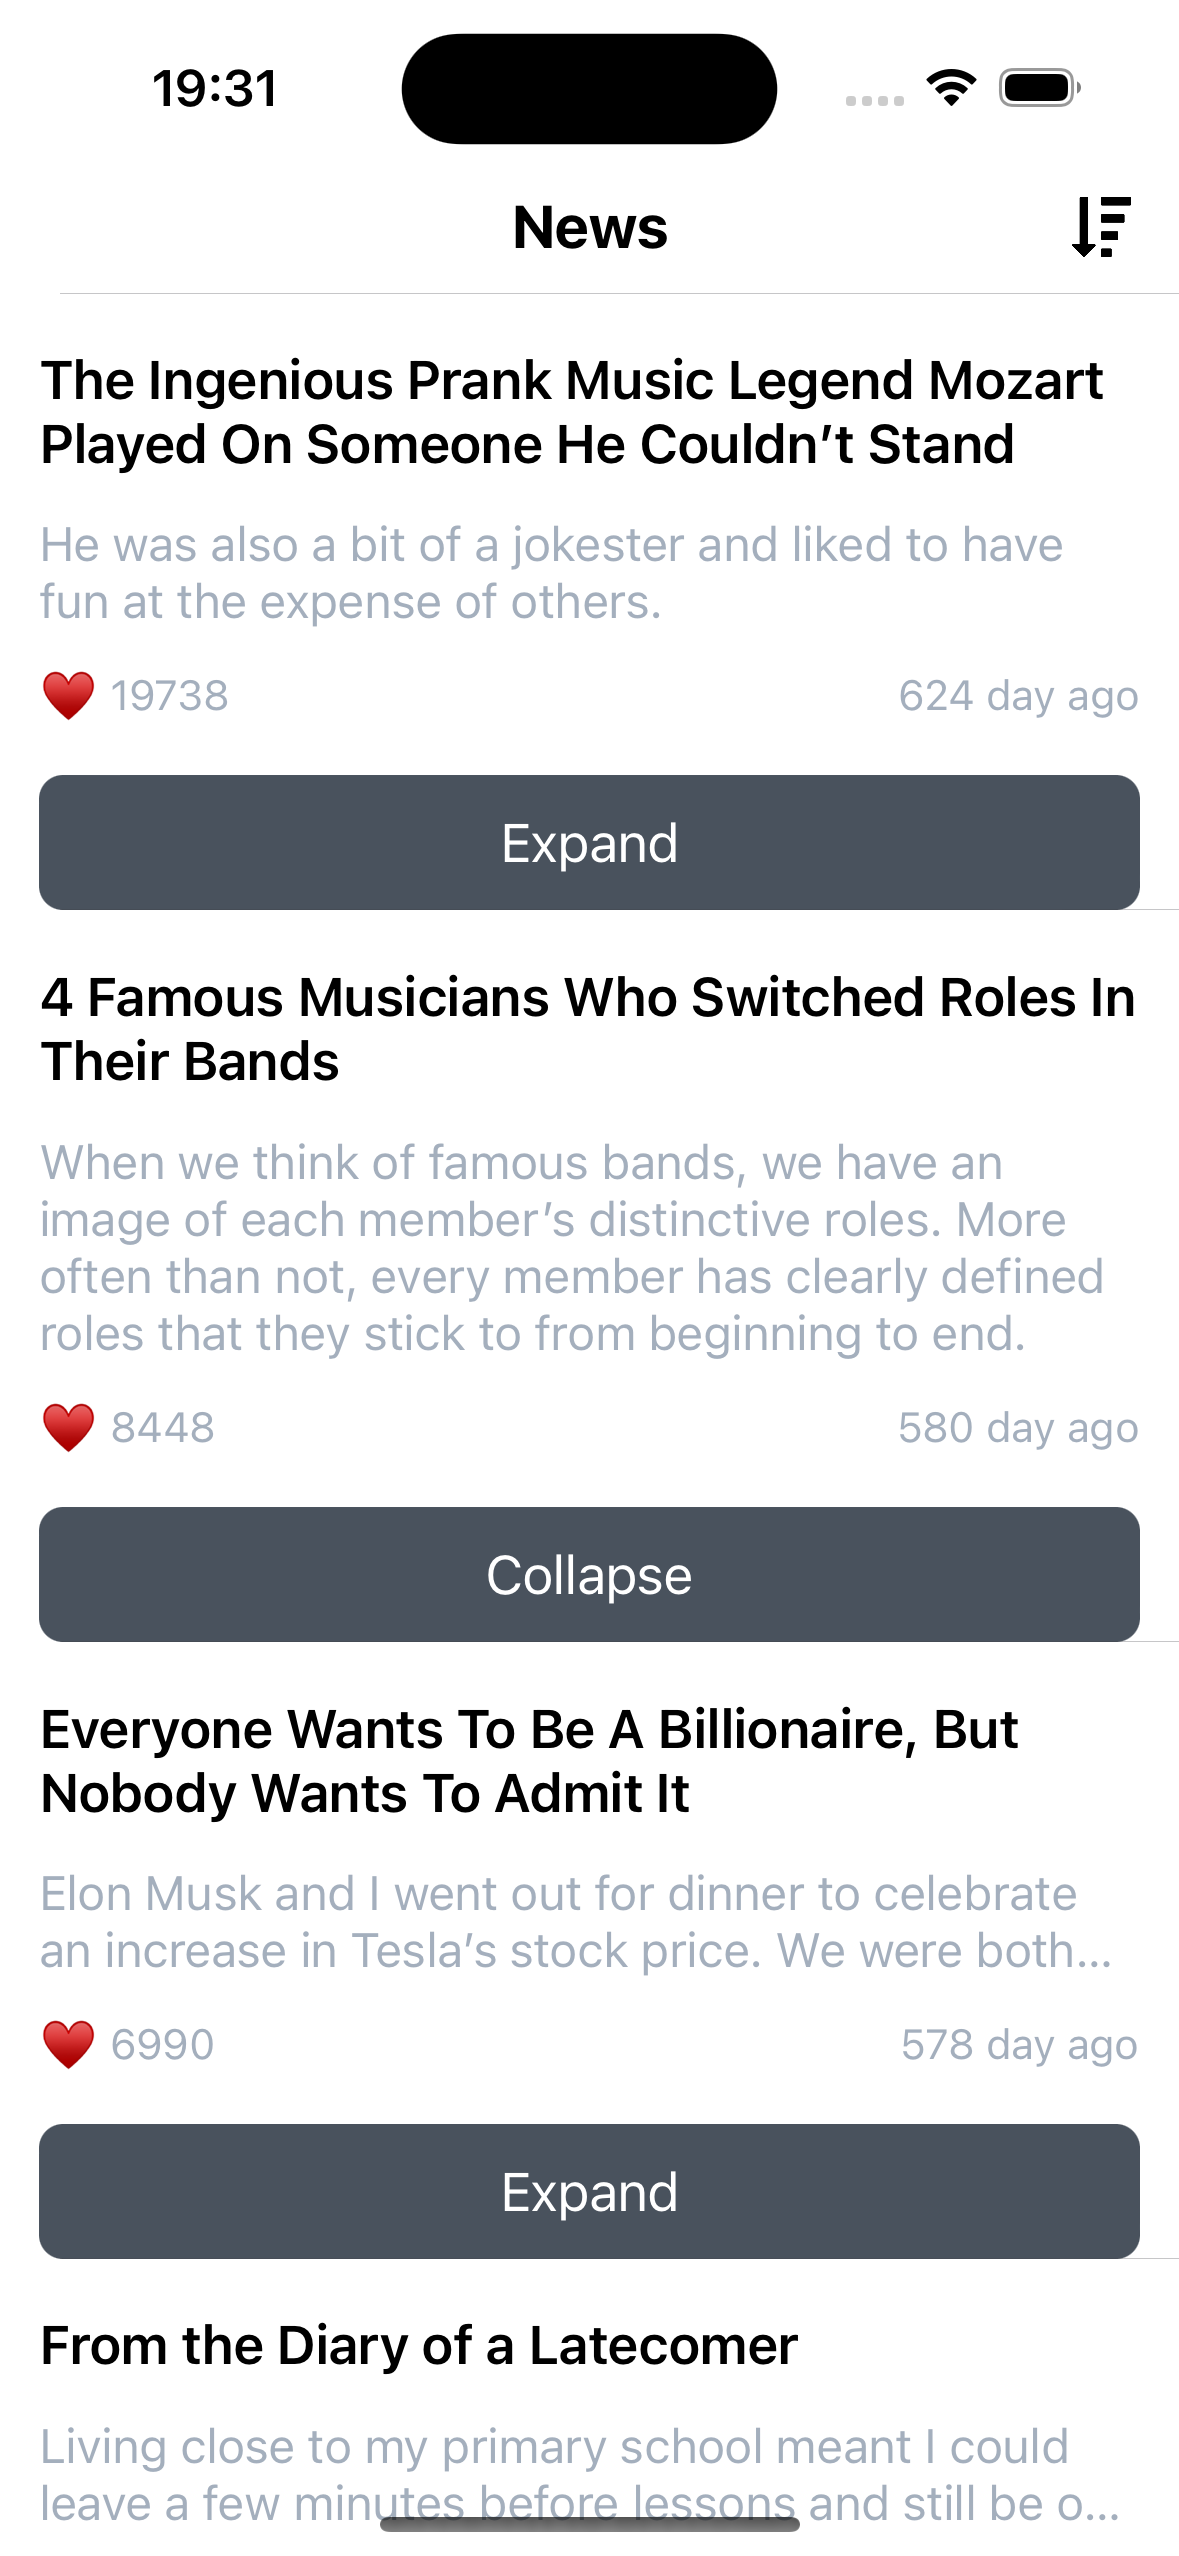 19:31
News
The Ingenious Prank Music Legend Mozart
Played On Someone He Couldn’t Stand
He was also a bit of a jokester and liked to have
fun at the expense of others.
19738 624 day ago
Expand
4 Famous Musicians Who Switched Roles In
Their Bands
When we think of famous bands, we have an
image of each member’s distinctive roles. More
often than not, every member has clearly defined
roles that they stick to from beginning to end.
8448 580 day ago
Collapse
Everyone Wants To Be A Billionaire, But
Nobody Wants To Admit It
Elon Musk and I went out for dinner to celebrate
an increase in Tesla’s stock price. We were both...
6990 578 day ago
Expand
From the Diary of a Latecomer
Living close to my primary school meant I could
leave a few minutes before lessons and still be o...